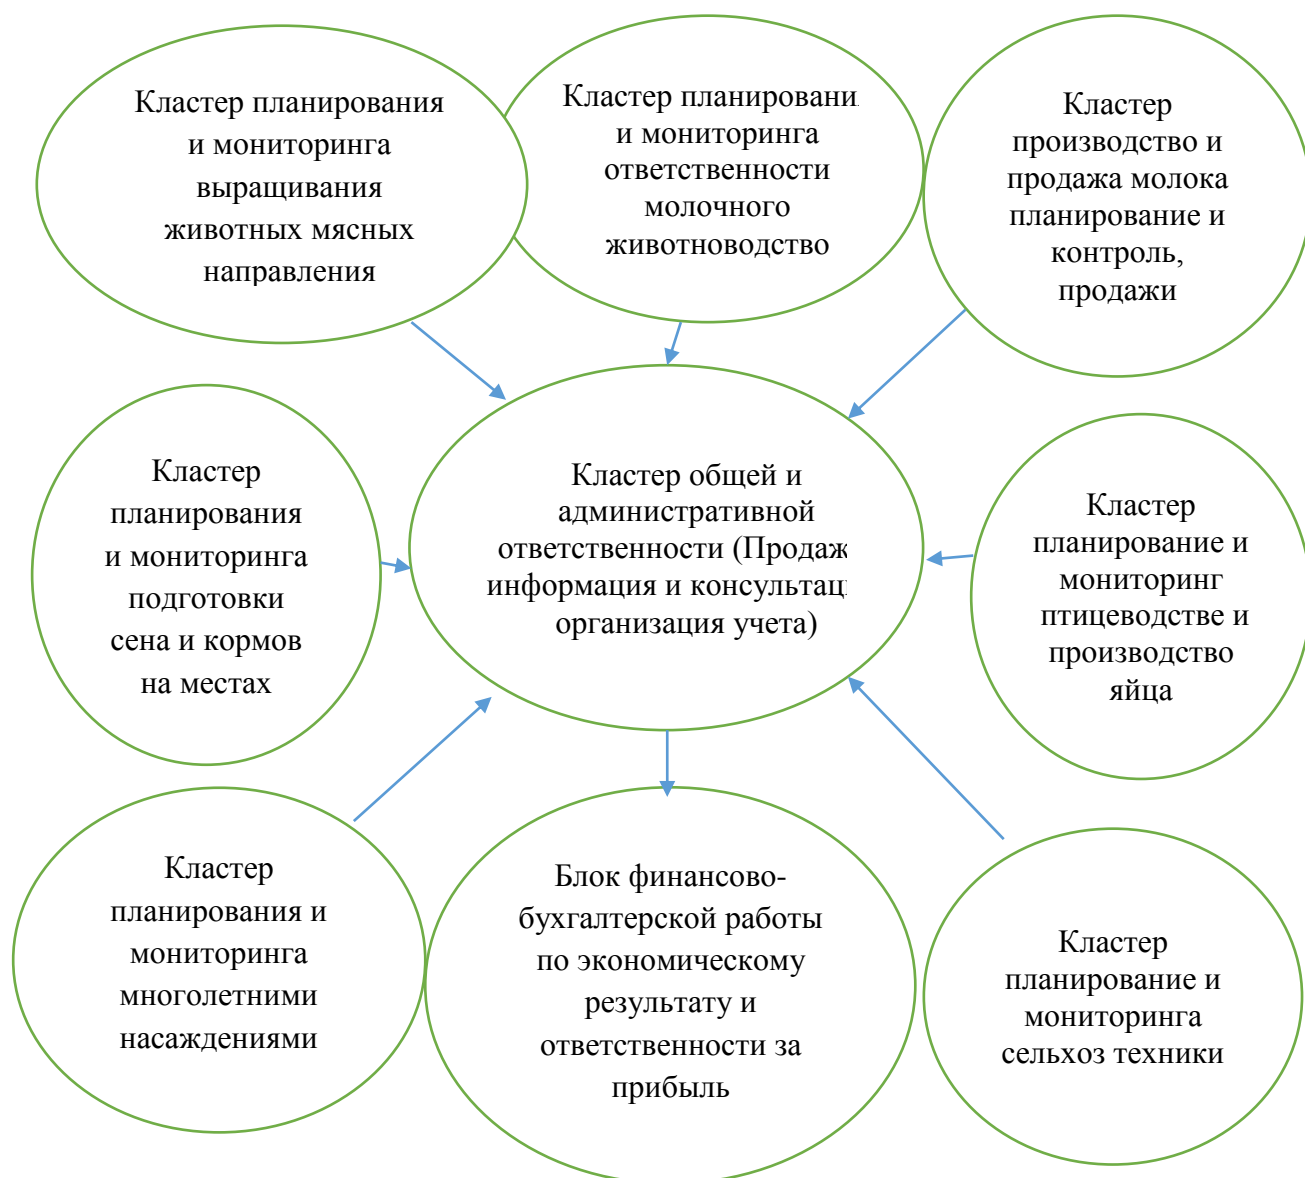 Кластер планирования
и мониторинга
выращивания
животных мясных
направления
Кластер планировани
и мониторинга
ответственности
молочного
животноводство
Кластер
производство и
продажа молока
планирование и
контроль,
продажи
Кластер
планирования
и мониторинга
подготовки
сена и кормов
на местах
Кластер общей и
административной
ответственности (Продаж
информация и консультац
организация учета)
Кластер
планирование и
мониторинг
птицеводстве и
производство
яйца
Кластер
планирования и
мониторинга
многолетними
насаждениями
Блок финансово-
бухгалтерской работы
по экономическому
результату и
ответственности за
прибыль
Кластер
планирование и
мониторинга
сельхоз техники